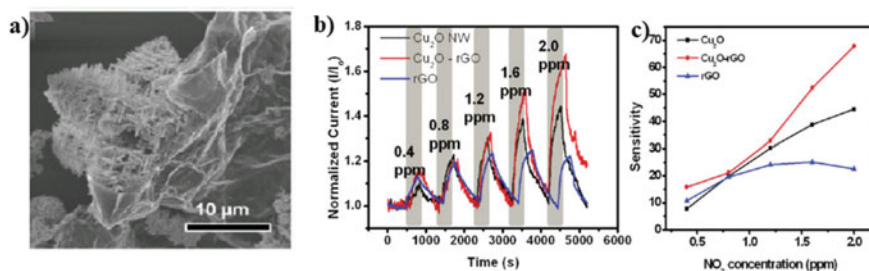 a)
10 μm
b)
Normalized Current (I/I₀)
1.8
1.6
1.4
1.2
1.0
Cu₂O NW
Cu₂O - rGO
rGO
0.4
ppm
0.8
ppm
1.2
ppm
1.6
ppm
2.0
ppm
0 1000 2000 3000 4000 5000 6000
Time (s)
c)
Sensitivity
70
60
50
40
30
20
10
0
Cu₂O
Cu₂O-rGO
rGO
0.5 1.0 1.5 2.0
NO₂ concentration (ppm)